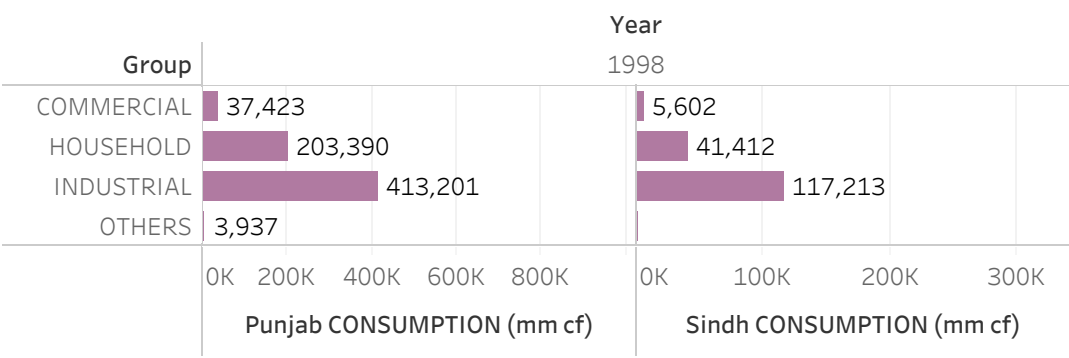 Year
Group 1998
COMMERCIAL 37,423 5,602
HOUSEHOLD 203,390 41,412
INDUSTRIAL 413,201 117,213
OTHERS 3,937
0K 200K 400K 600K 800K 0K 100K 200K 300K
Punjab CONSUMPTION (mm cf) Sindh CONSUMPTION (mm cf)